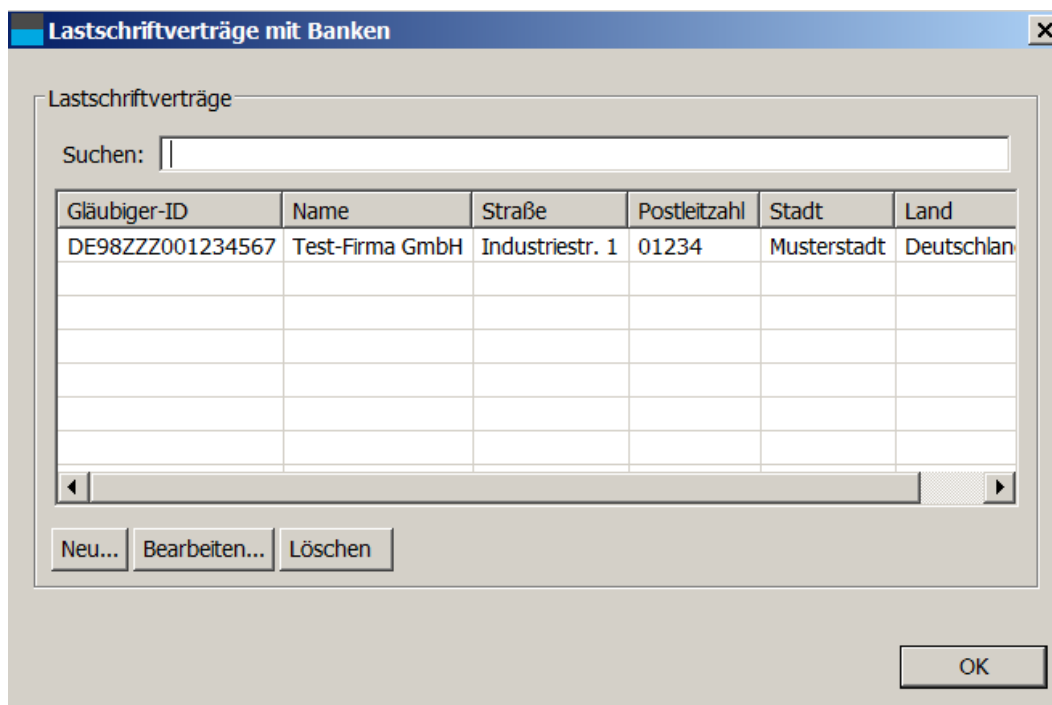 Lastschriftverträge mit Banken
Lastschriftverträge
Suchen:
Gläubiger-ID Name Straße Postleitzahl Stadt Land
DE98ZZZ001234567 Test-Firma GmbH Industriestr. 1 01234 Musterstadt Deutschlan
Neu... Bearbeiten... Löschen
OK